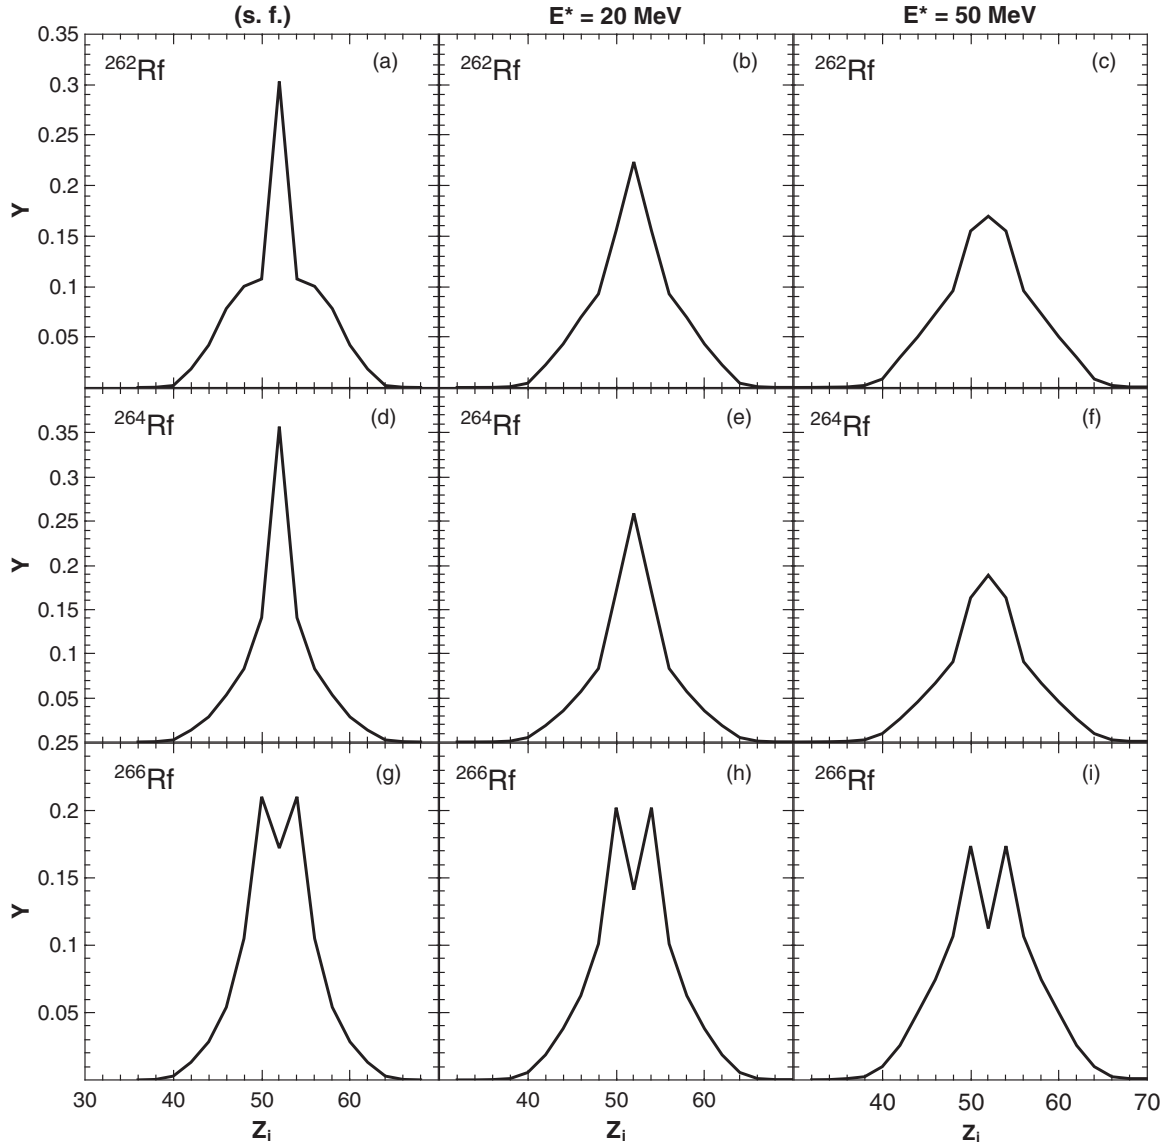 (s. f.) E* = 20 MeV E* = 50 MeV
0.35
²⁶²Rf (a) ²⁶²Rf (b) ²⁶²Rf (c)
0.3
0.25
0.2
Y
0.15
0.1
0.05
²⁶⁴Rf (d) ²⁶⁴Rf (e) ²⁶⁴Rf (f)
0.35
0.3
0.25
Y
0.2
0.15
0.1
0.05
0.25
²⁶⁶Rf (g) ²⁶⁶Rf (h) ²⁶⁶Rf (i)
0.2
0.15
Y
0.1
0.05
30 40 50 60 40 50 60 40 50 60 70
Zᵢ Zᵢ Zᵢ